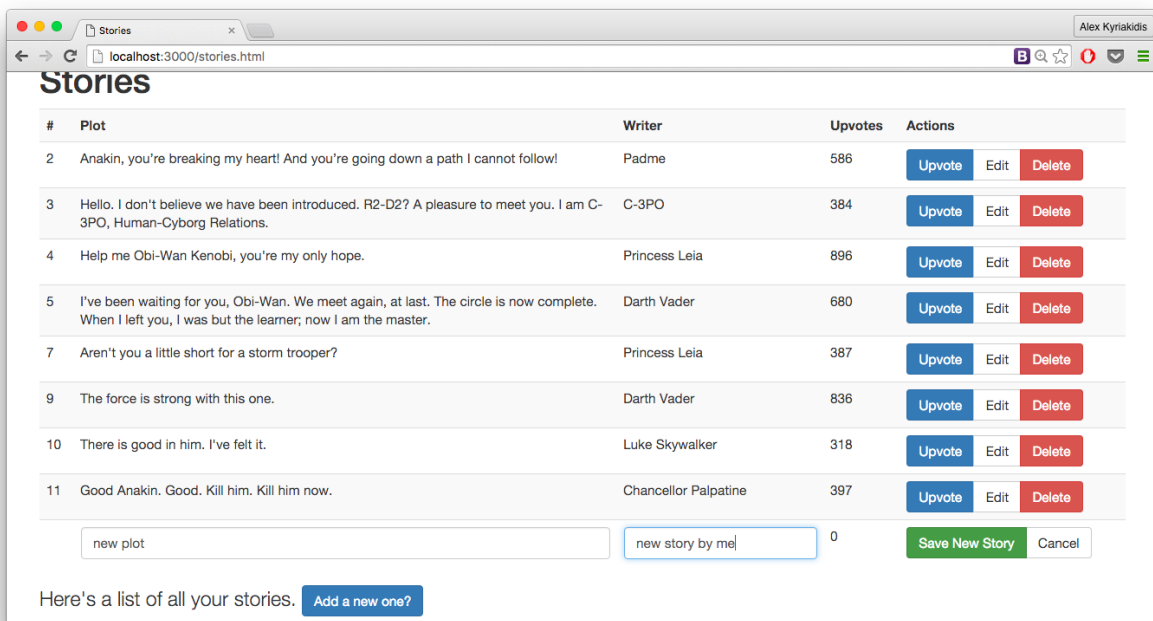 Stories
Alex Kyriakidis
localhost:3000/stories.html
B
Stories
# Plot Writer Upvotes Actions
2 Anakin, you’re breaking my heart! And you’re going down a path I cannot follow! Padme 586 Upvote Edit Delete
3 Hello. I don't believe we have been introduced. R2-D2? A pleasure to meet you. I am C- C-3PO 384 Upvote Edit Delete
3PO, Human-Cyborg Relations.
4 Help me Obi-Wan Kenobi, you're my only hope. Princess Leia 896 Upvote Edit Delete
5 I've been waiting for you, Obi-Wan. We meet again, at last. The circle is now complete. Darth Vader 680 Upvote Edit Delete
When I left you, I was but the learner; now I am the master.
7 Aren't you a little short for a storm trooper? Princess Leia 387 Upvote Edit Delete
9 The force is strong with this one. Darth Vader 836 Upvote Edit Delete
10 There is good in him. I've felt it. Luke Skywalker 318 Upvote Edit Delete
11 Good Anakin. Good. Kill him. Kill him now. Chancellor Palpatine 397 Upvote Edit Delete
new plot new story by me 0 Save New Story Cancel
Here's a list of all your stories. Add a new one?